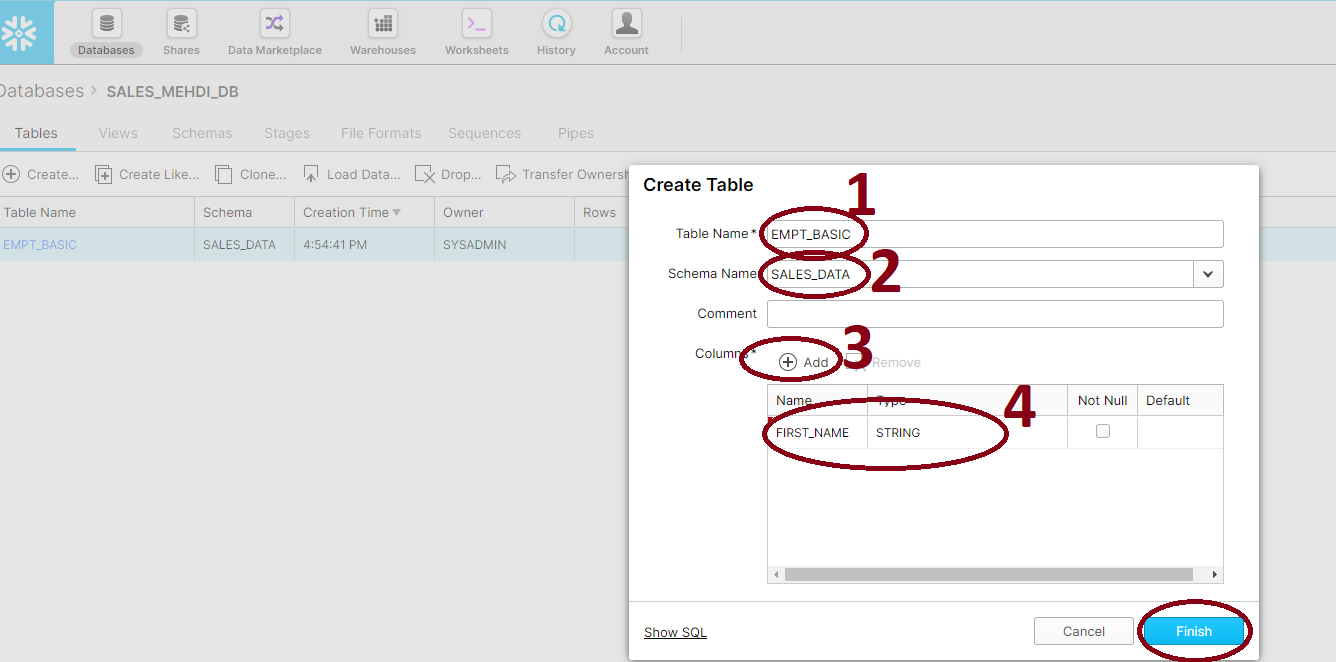 Databases Shares Data Marketplace Warehouses Worksheets History Account
Databases > SALES_MEHDI_DB
Tables Views Schemas Stages File Formats Sequences Pipes
Create... Create Like... Clone... Load Data... Drop... Transfer Ownersh
Table Name Schema Creation Time Owner Rows
EMPT_BASIC SALES_DATA 4:54:41 PM SYSADMIN
Create Table
1
Table Name* EMPT_BASIC
2
Schema Name SALES_DATA
Comment
3
Columns* Add Remove
4
Name Type Not Null Default
FIRST_NAME STRING
Show SQL Cancel Finish